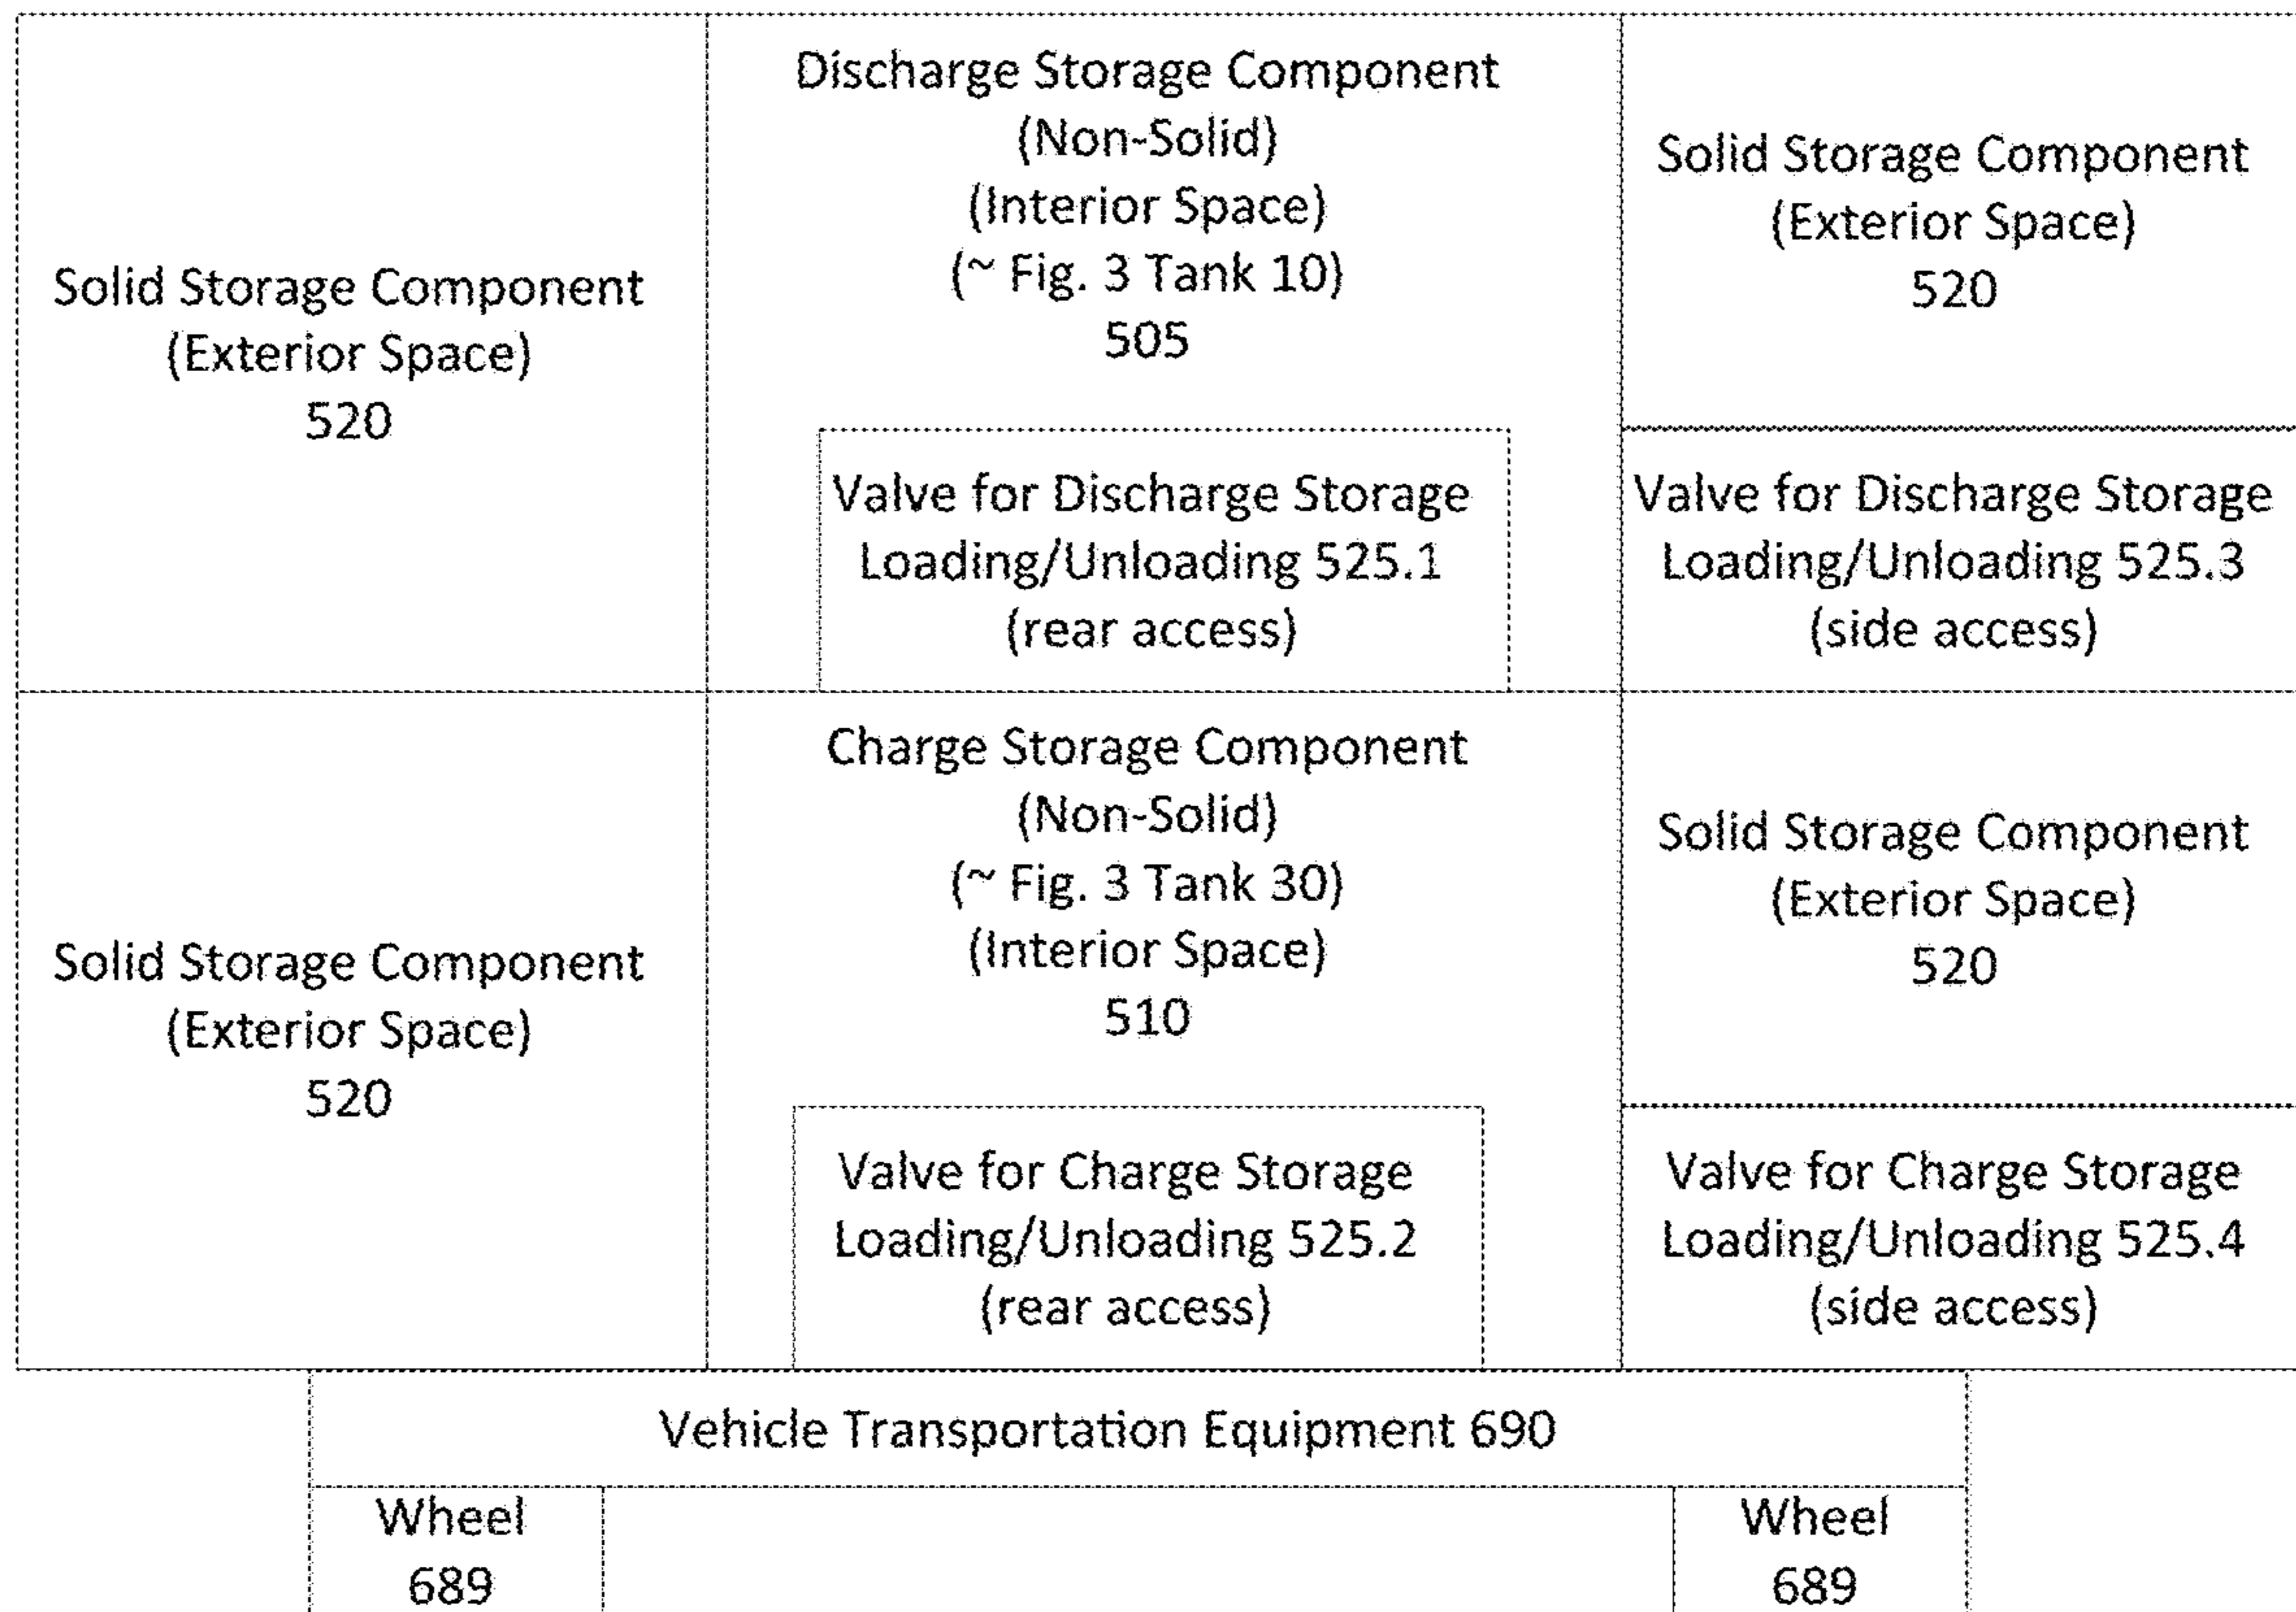 Solid Storage Component
(Exterior Space)
520
Discharge Storage Component
(Non-Solid)
(Interior Space)
(~ Fig. 3 Tank 10)
505
Valve for Discharge Storage
Loading/Unloading 525.1
(rear access)
Solid Storage Component
(Exterior Space)
520
Valve for Discharge Storage
Loading/Unloading 525.3
(side access)
Solid Storage Component
(Exterior Space)
520
Charge Storage Component
(Non-Solid)
(~ Fig. 3 Tank 30)
(Interior Space)
510
Valve for Charge Storage
Loading/Unloading 525.2
(rear access)
Solid Storage Component
(Exterior Space)
520
Valve for Charge Storage
Loading/Unloading 525.4
(side access)
Vehicle Transportation Equipment 690
Wheel
689
Wheel
689